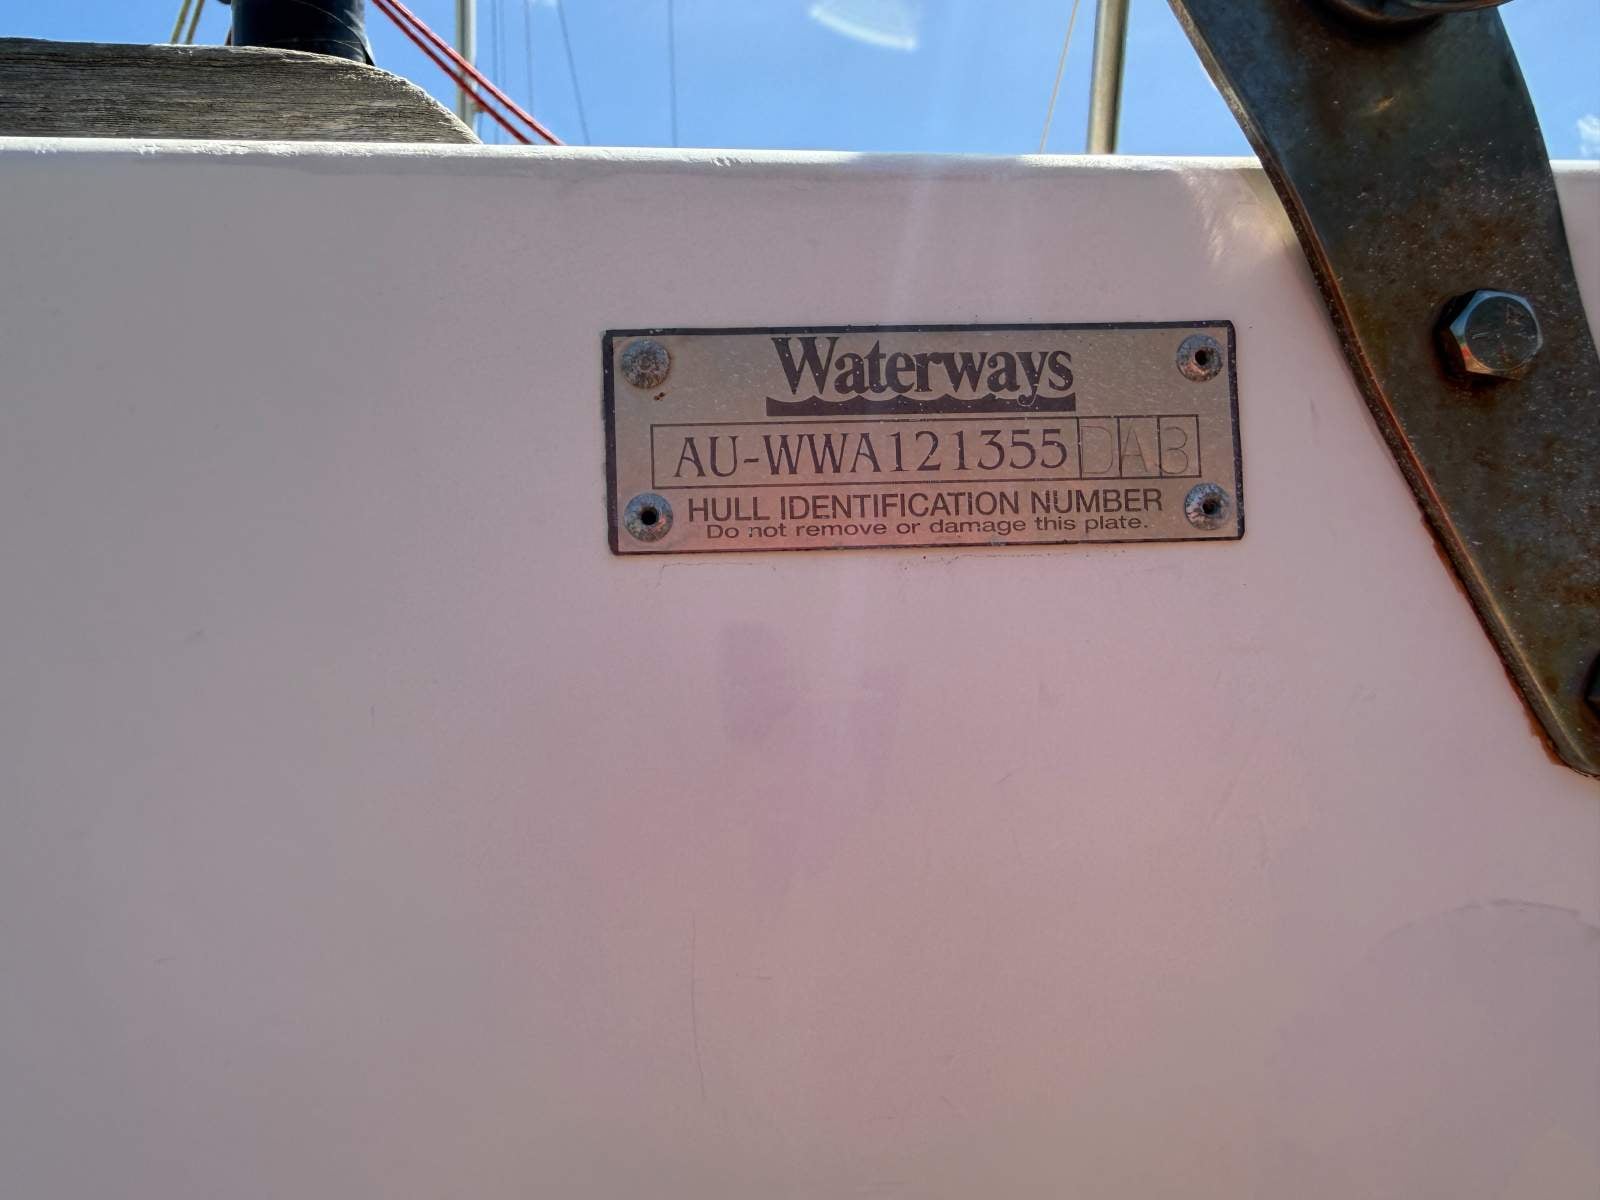 Waterways
AU-WWA121355DAB
HULL IDENTIFICATION NUMBER
Do not remove or damage this plate.